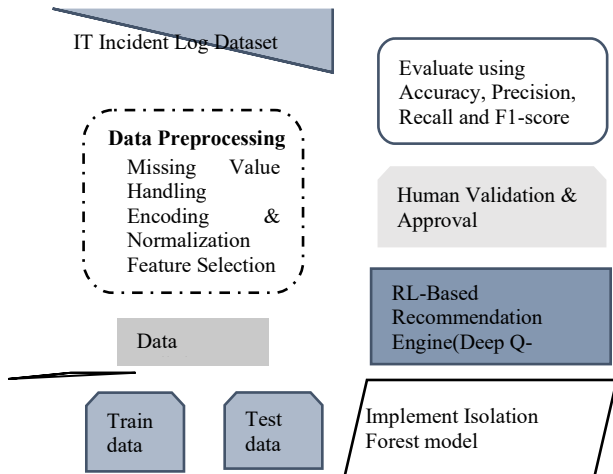 IT Incident Log Dataset
Data Preprocessing
Missing Value
Handling
Encoding &
Normalization
Feature Selection
Data
Train
data
Test
data
Evaluate using
Accuracy, Precision,
Recall and F1-score
Human Validation &
Approval
RL-Based
Recommendation
Engine(Deep Q-
Implement Isolation
Forest model